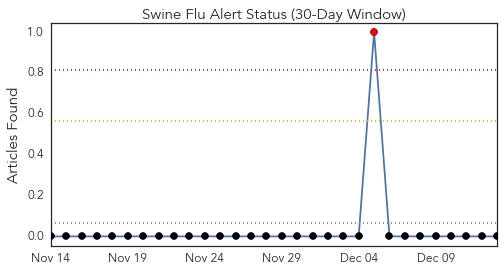 Swine Flu Alert Status (30-Day Window)
Articles Found
1.0
0.8
0.6
0.4
0.2
0.0
Nov 14 Nov 19 Nov 24 Nov 29 Dec 04 Dec 09